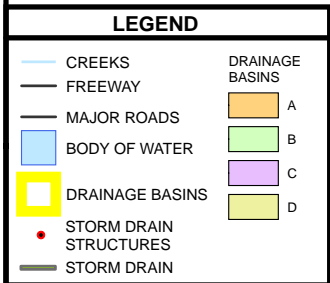 LEGEND
CREEKS
FREEWAY
MAJOR ROADS
BODY OF WATER
DRAINAGE BASINS
STORM DRAIN
STRUCTURES
STORM DRAIN
DRAINAGE
BASINS
A
B
C
D